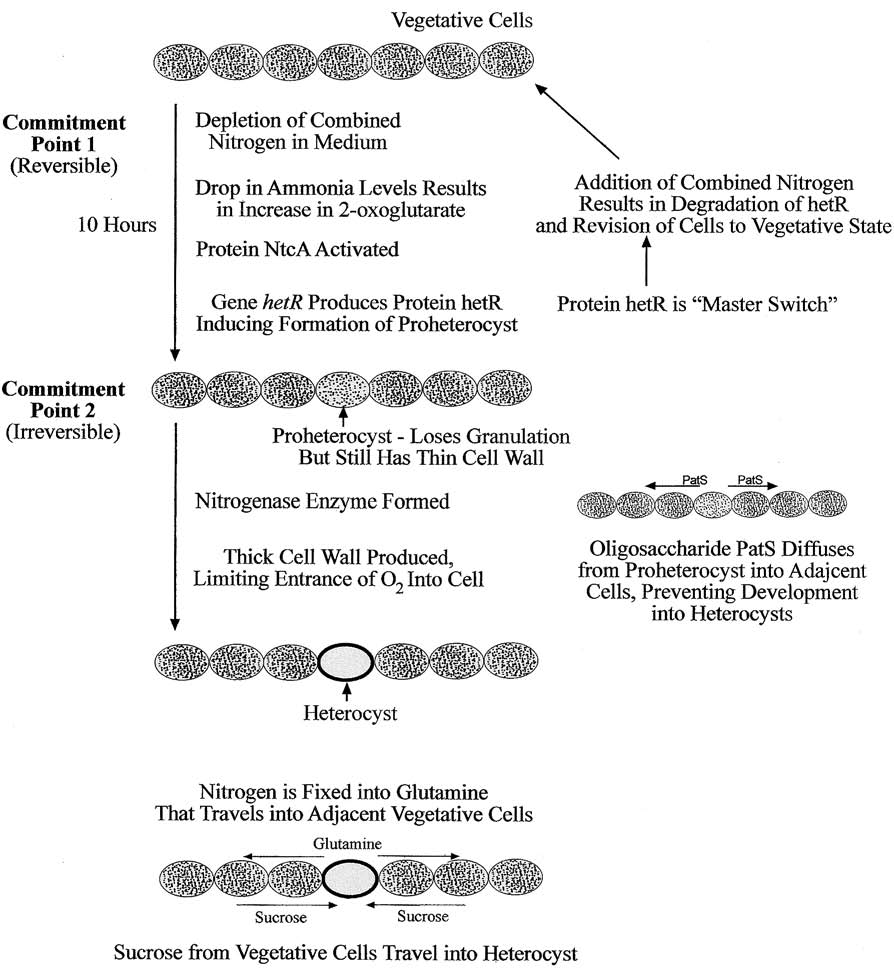 Vegetative Cells
Commitment
Point 1
(Reversible)
10 Hours
Depletion of Combined
Nitrogen in Medium
Drop in Ammonia Levels Results
in Increase in 2-oxoglutarate
Protein NtcA Activated
Gene hetR Produces Protein hetR
Inducing Formation of Proheterocyst
Addition of Combined Nitrogen
Results in Degradation of hetR
and Revision of Cells to Vegetative State
Protein hetR is “Master Switch”
Commitment
Point 2
(Irreversible)
Proheterocyst - Loses Granulation
But Still Has Thin Cell Wall
Nitrogenase Enzyme Formed
Thick Cell Wall Produced,
Limiting Entrance of O2 Into Cell
PatS PatS
Oligosaccharide PatS Diffuses
from Proheterocyst into Adajcent
Cells, Preventing Development
into Heterocysts
Heterocyst
Nitrogen is Fixed into Glutamine
That Travels into Adjacent Vegetative Cells
Glutamine
Sucrose Sucrose
Sucrose from Vegetative Cells Travel into Heterocyst